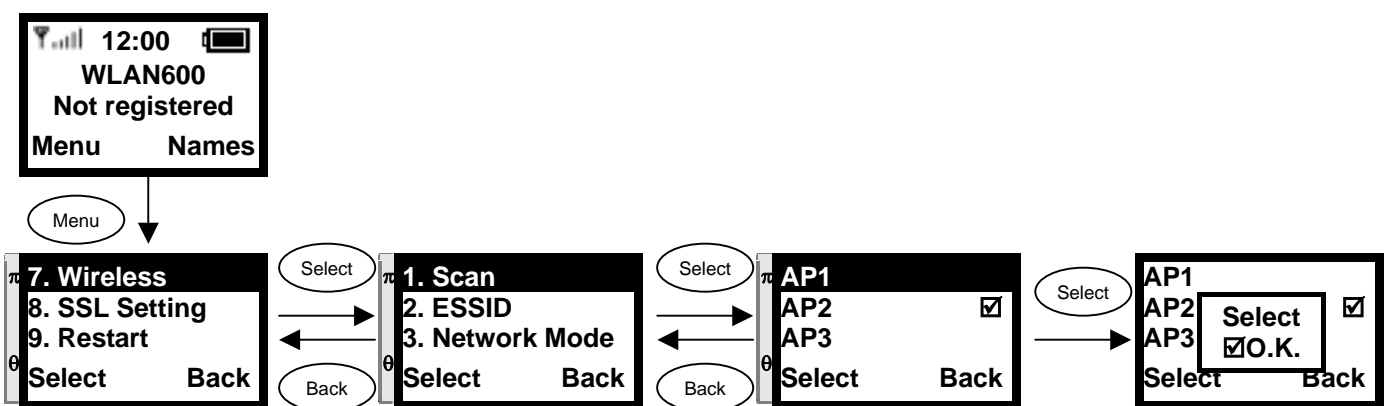 12:00
WLAN600
Not registered
Menu Names
Menu
π 7. Wireless
8. SSL Setting
9. Restart
θ
Select Back
Select
Back
π 1. Scan
2. ESSID
3. Network Mode
θ
Select Back
Select
Back
π AP1
AP2 ☑
AP3
θ
Select Back
Select
AP1
AP2 ☑
AP3
Select
☑O.K.
Select Back